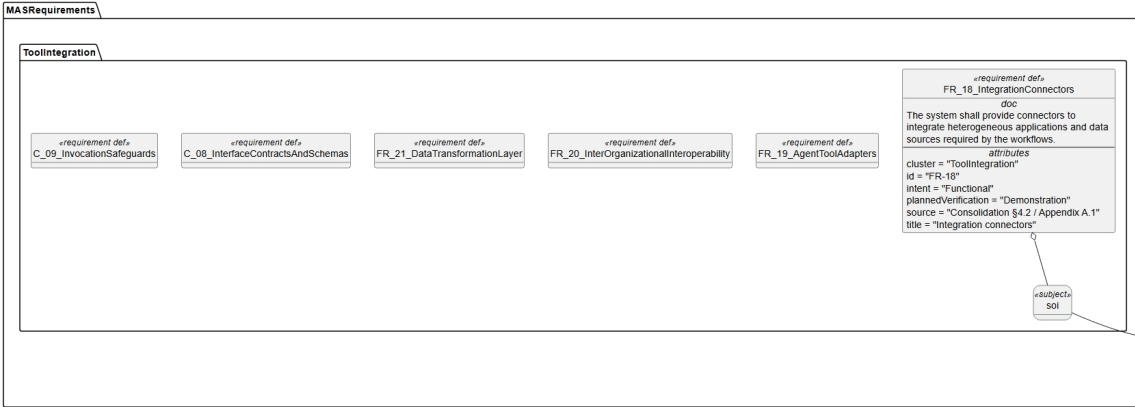 MASRequirements
ToolIntegration
«requirement def»
C_09_InvocationSafeguards
«requirement def»
C_08_InterfaceContractsAndSchemas
«requirement def»
FR_21_DataTransformationLayer
«requirement def»
FR_20_InterOrganizationalInteroperability
«requirement def»
FR_19_AgentToolAdapters
«requirement def»
FR_18_IntegrationConnectors
doc
The system shall provide connectors to
integrate heterogeneous applications and data
sources required by the workflows.
attributes
cluster = "ToolIntegration"
id = "FR-18"
intent = "Functional"
plannedVerification = "Demonstration"
source = "Consolidation §4.2 / Appendix A.1"
title = "Integration connectors"
«subject»
soi